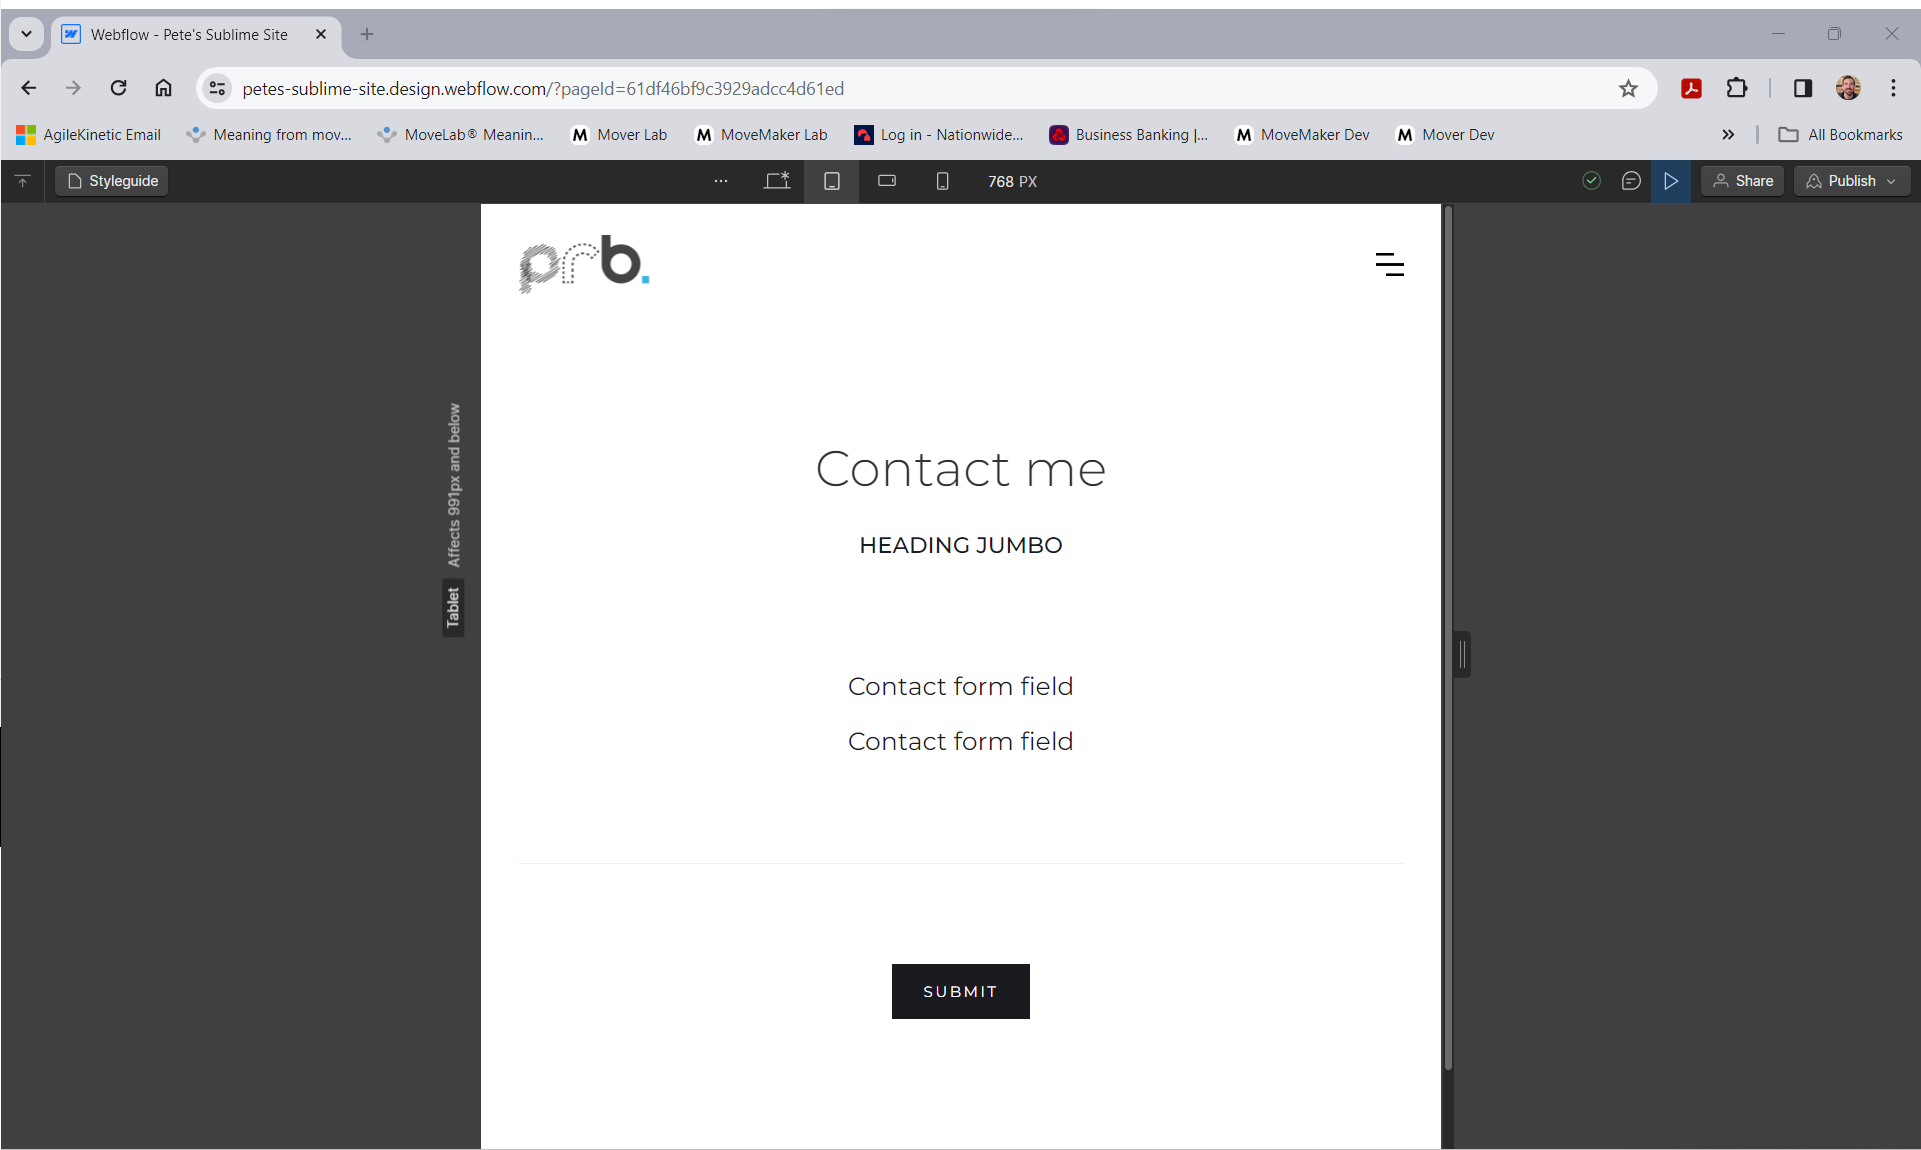 Webflow - Pete's Sublime Site
petes-sublime-site.design.webflow.com/?pageId=61df46bf9c3929adcc4d61ed
AgileKinetic Email
Meaning from mov...
MoveLab® Meanin...
M Mover Lab
M MoveMaker Lab
Log in - Nationwide...
Business Banking |...
M MoveMaker Dev
M Mover Dev
All Bookmarks
Styleguide
768 PX
Share
Publish
prb.
Affects 991px and below
Tablet
Contact me
HEADING JUMBO
Contact form field
Contact form field
SUBMIT